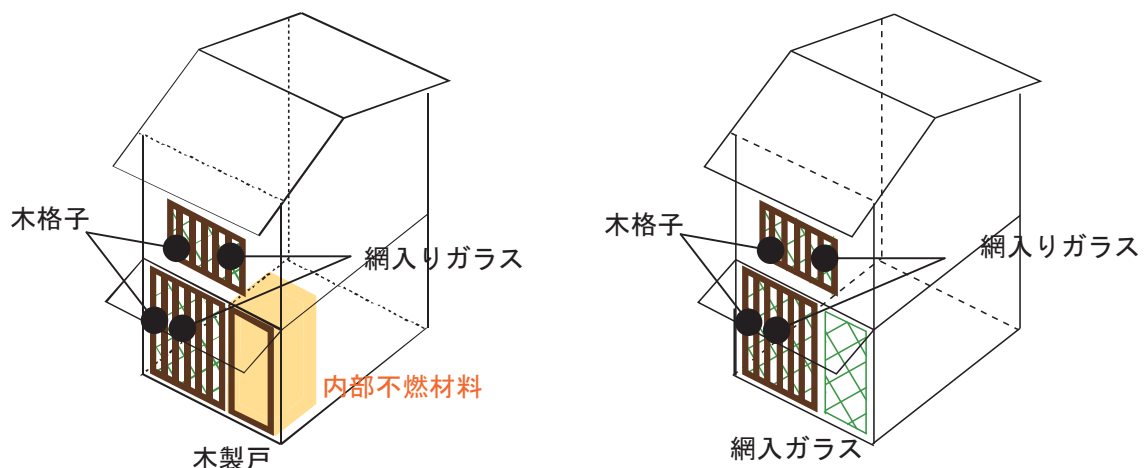 木格子
網入りガラス
内部不燃材料
木製戸
木格子
網入りガラス
網入ガラス